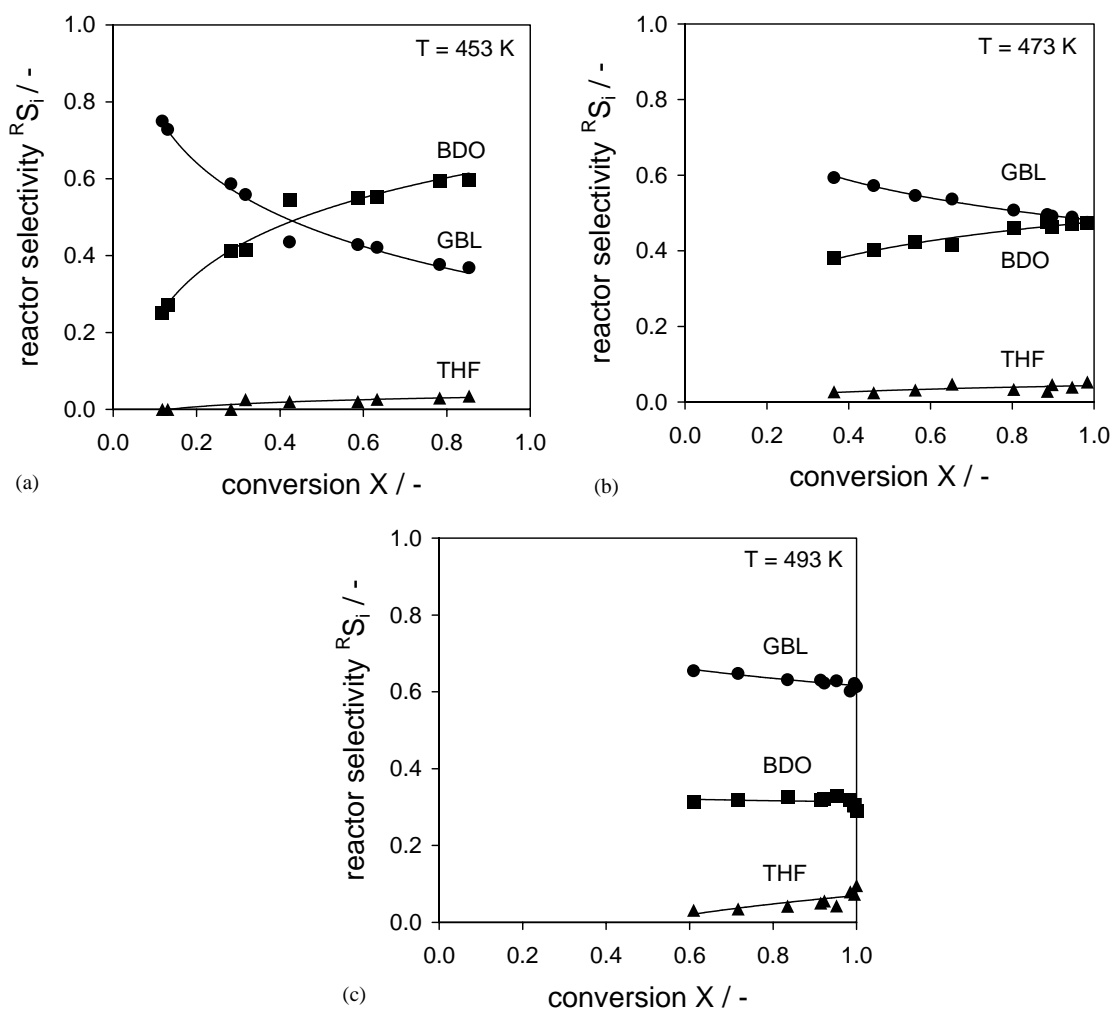 1.0
T = 453 K
0.8
0.6
0.4
0.2
0.0
reactor selectivity ᴿSᵢ / -
BDO
GBL
THF
0.0 0.2 0.4 0.6 0.8 1.0
conversion X / -
(a)
1.0
T = 473 K
0.8
0.6
0.4
0.2
0.0
reactor selectivity ᴿSᵢ / -
GBL
BDO
THF
0.0 0.2 0.4 0.6 0.8 1.0
conversion X / -
(b)
1.0
T = 493 K
0.8
0.6
0.4
0.2
0.0
reactor selectivity ᴿSᵢ / -
GBL
BDO
THF
0.0 0.2 0.4 0.6 0.8 1.0
conversion X / -
(c)